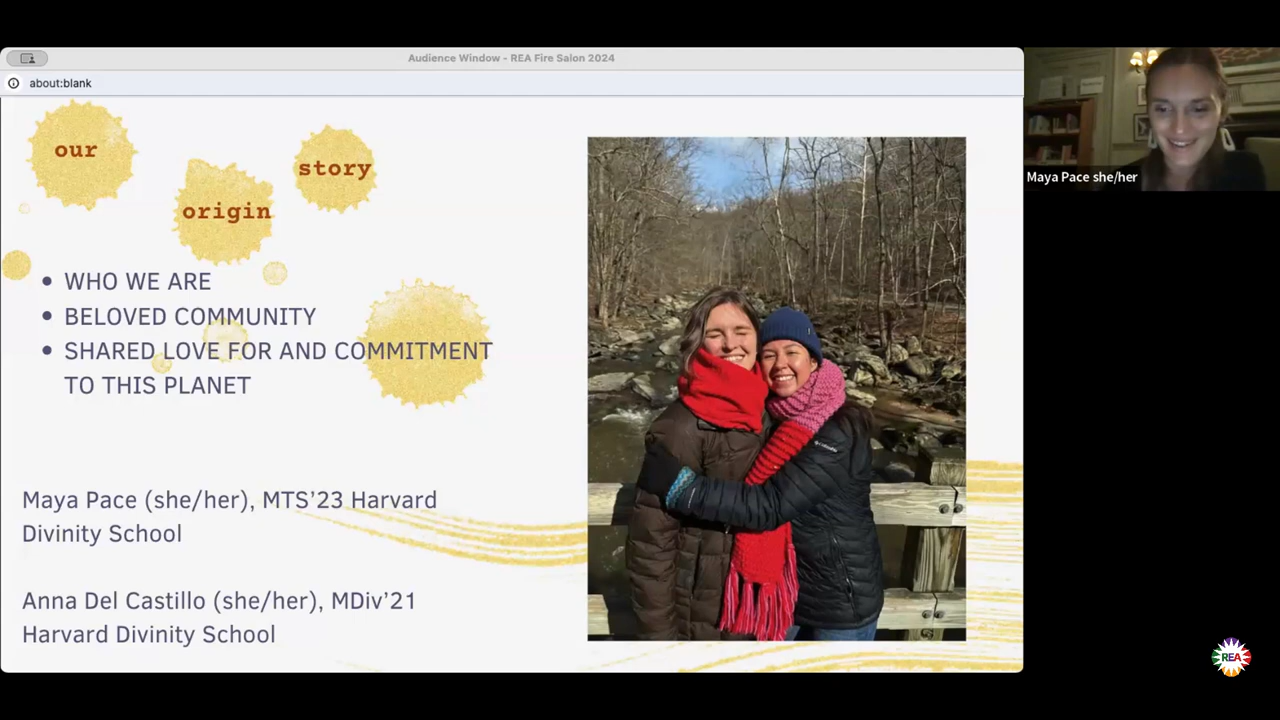 Audience Window - REA Fire Salon 2024
about:blank
our
origin
story
• WHO WE ARE
• BELOVED COMMUNITY
• SHARED LOVE FOR AND COMMITMENT
TO THIS PLANET
Maya Pace (she/her), MTS’23 Harvard
Divinity School
Anna Del Castillo (she/her), MDiv’21
Harvard Divinity School
Maya Pace she/her
REA